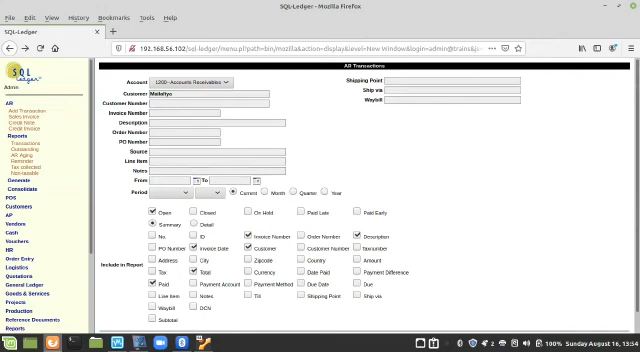 SQL-Ledger - Mozilla Firefox
File Edit View History Bookmarks Tools Help
SQL-Ledger
192.168.56.102/sql-ledger/menu.pl?path=bin/mozilla&action=display&level=New Window&login=admin@trains&js=
SQL
Ledger
Admin
AR
Add Transaction
Sales Invoice
Credit Note
Credit Invoice
Reports
Transactions
Outstanding
AR Aging
Reminder
Tax collected
Non-taxable
Generate
Consolidate
POS
Customers
AP
Vendors
Cash
Vouchers
HR
Order Entry
Logistics
Quotations
General Ledger
Goods & Services
Projects
Production
Reference Documents
Reports
AR Transactions
Account 1200--Accounts Receivables
Shipping Point
Customer Mailafiyo
Ship via
Customer Number
Waybill
Invoice Number
Description
Order Number
PO Number
Source
Line Item
Notes
From To
Period Current Month Quarter Year
Include in Report
Open Closed On Hold Paid Late Paid Early
Summary Detail
No. ID Invoice Number Order Number Description
PO Number Invoice Date Customer Customer Number Taxnumber
Address City Zipcode Country Amount
Tax Total Currency Date Paid Payment Difference
Paid Payment Account Payment Method Due Date Due
Line Item Notes Till Shipping Point Ship via
Waybill DCN
Subtotal
2 100% Sunday August 16, 13:54